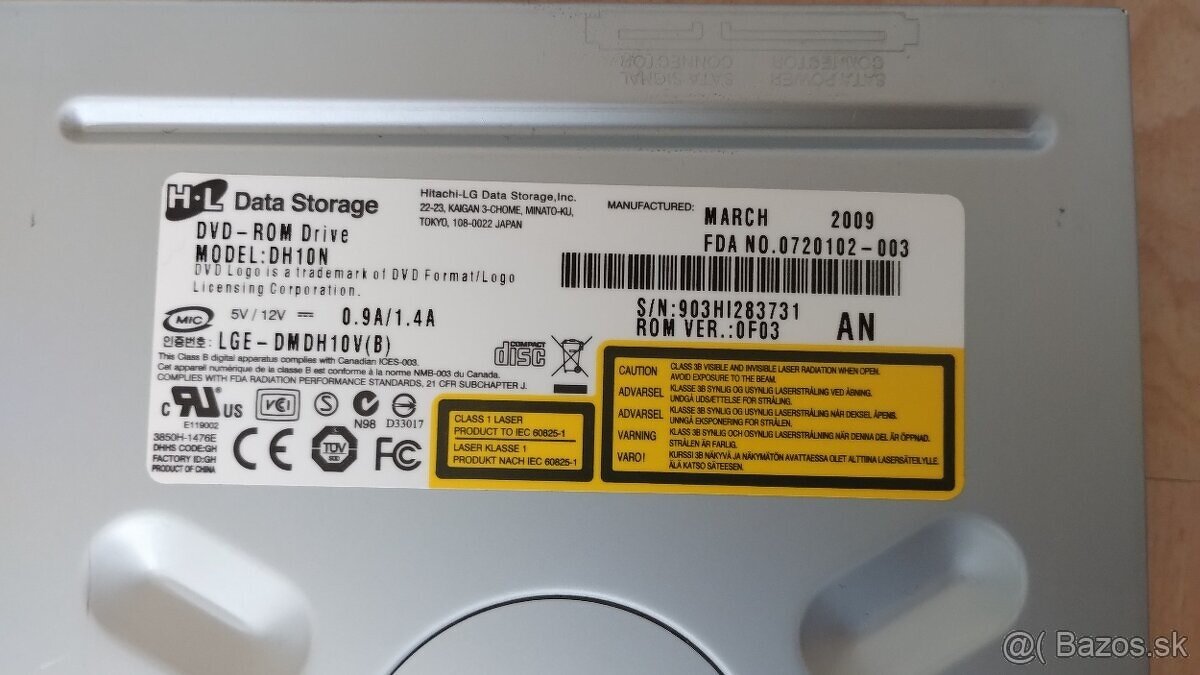 SATA SIGNAL CONNECTOR
SATA POWER CONNECTOR
H·L Data Storage
DVD-ROM Drive
MODEL:DH10N
DVD Logo is a trademark of DVD Format/Logo
Licensing Corporation.
Hitachi-LG Data Storage,Inc.
22-23, KAIGAN 3-CHOME, MINATO-KU,
TOKYO, 108-0022 JAPAN
MANUFACTURED: MARCH 2009
FDA NO.0720102-003
S/N:903HI283731
ROM VER.:0F03
AN
MIC 5V / 12V ⎓ 0.9A/1.4A
인증번호: LGE-DMDH10V(B)
COMPACT disc
This Class B digital apparatus complies with Canadian ICES-003.
Cet appareil numérique de la classe B est conforme à la norme NMB-003 du Canada.
COMPLIES WITH FDA RADIATION PERFORMANCE STANDARDS, 21 CFR SUBCHAPTER J.
C RU US
E119002
VCI
S
N98
D33017
3850H-1476E
DHHS CODE:GH
FACTORY ID:GH
PRODUCT OF CHINA
CE
TÜV
FC
CLASS 1 LASER
PRODUCT TO IEC 60825-1
LASER KLASSE 1
PRODUKT NACH IEC 60825-1
CAUTION CLASS 3B VISIBLE AND INVISIBLE LASER RADIATION WHEN OPEN.
AVOID EXPOSURE TO THE BEAM.
ADVARSEL KLASSE 3B SYNLIG OG USYNLIG LASERSTRÅLING VED ÅBNING.
UNDGÅ UDSÆTTELSE FOR STRÅLING.
ADVARSEL KLASSE 3B SYNLIG OG USYNLIG LASERSTRÅLING NÅR DEKSEL ÅPENS.
UNNGÅ EKSPONERING FOR STRÅLEN.
VARNING KLASS 3B SYNLIG OCH OSYNLIG LASERSTRÅLNING NÄR DENNA DEL ÄR ÖPPNAD.
STRÅLEN ÄR FARLIG.
VARO! KURSSI 3B NÄKYVÄ JA NÄKYMÄTÖN AVATTAESSA OLET ALTTIINA LASERSÄTEILYLLE.
ÄLÄ KATSO SÄTEESEEN.
@( Bazos.sk